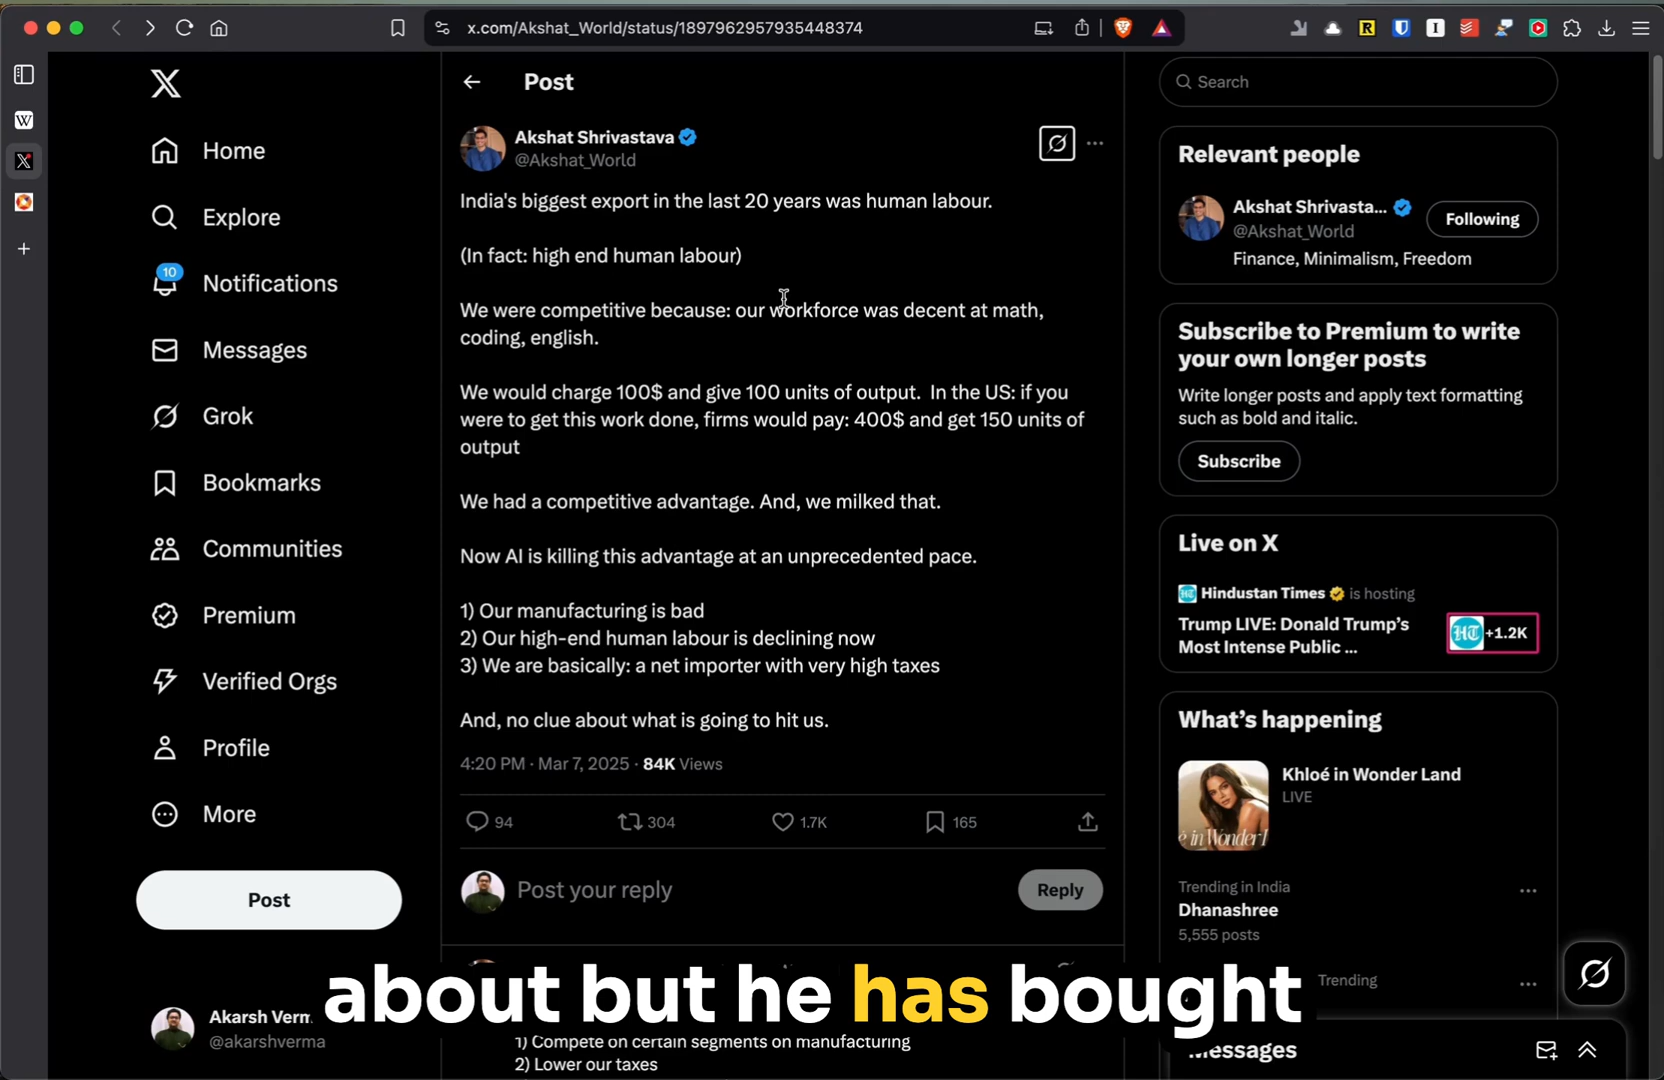 x.com/Akshat_World/status/1897962957935448374
Home
Explore
10
Notifications
Messages
Grok
Bookmarks
Communities
Premium
Verified Orgs
Profile
More
Post
Akarsh Verm
@akarshverma
Post
Akshat Shrivastava
@Akshat_World
India's biggest export in the last 20 years was human labour.
(In fact: high end human labour)
We were competitive because: our workforce was decent at math,
coding, english.
We would charge 100$ and give 100 units of output. In the US: if you
were to get this work done, firms would pay: 400$ and get 150 units of
output
We had a competitive advantage. And, we milked that.
Now AI is killing this advantage at an unprecedented pace.
1) Our manufacturing is bad
2) Our high-end human labour is declining now
3) We are basically: a net importer with very high taxes
And, no clue about what is going to hit us.
4:20 PM · Mar 7, 2025 · 84K Views
94 304 1.7K 165
Post your reply
Reply
1) Compete on certain segments on manufacturing
2) Lower our taxes
Search
Relevant people
Akshat Shrivasta...
@Akshat_World
Following
Finance, Minimalism, Freedom
Subscribe to Premium to write
your own longer posts
Write longer posts and apply text formatting
such as bold and italic.
Subscribe
Live on X
Hindustan Times is hosting
Trump LIVE: Donald Trump's
Most Intense Public ...
HT +1.2K
What's happening
Khloé in Wonder Land
LIVE
Trending in India
Dhanashree
5,555 posts
Trending
Messages
about but he has bought